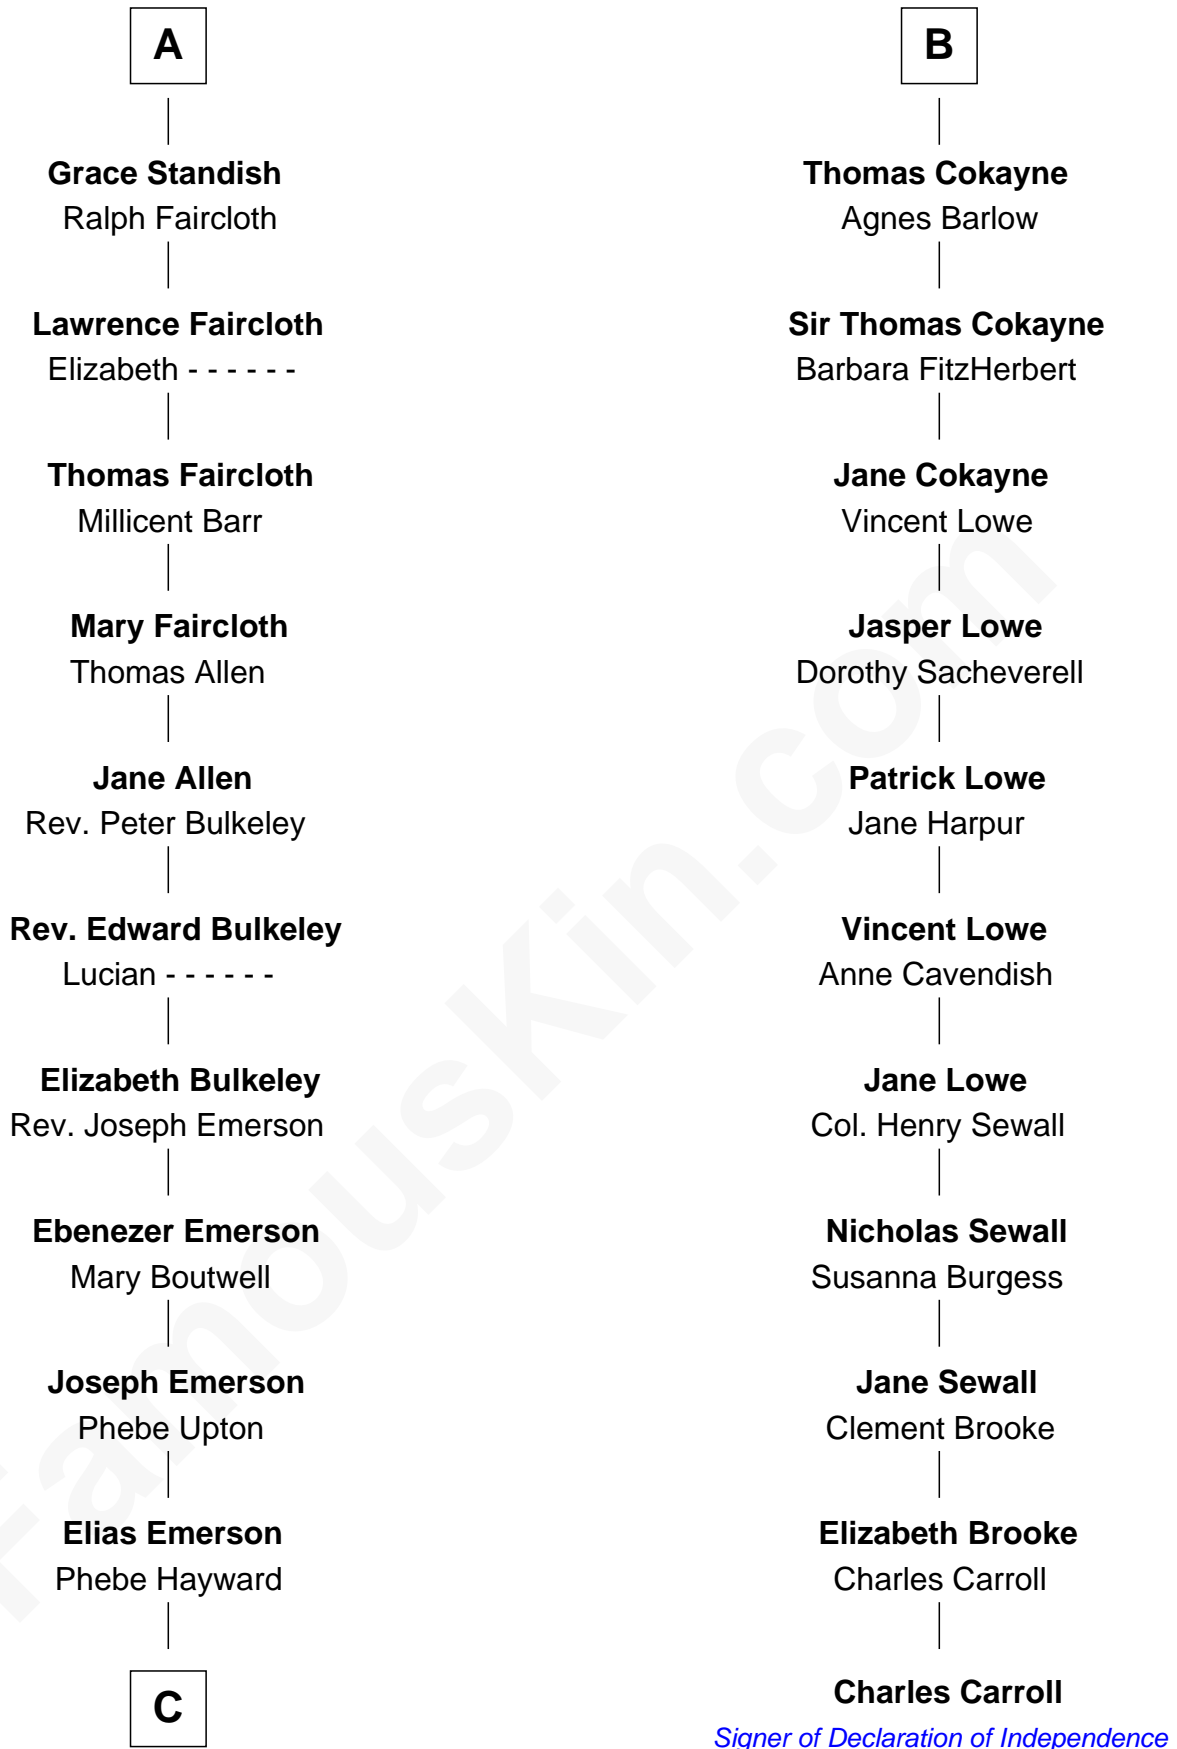 A
Grace Standish
Ralph Faircloth
Lawrence Faircloth
Elizabeth - - - - - -
Thomas Faircloth
Millicent Barr
Mary Faircloth
Thomas Allen
Jane Allen
Rev. Peter Bulkeley
Rev. Edward Bulkeley
Lucian - - - - - -
Elizabeth Bulkeley
Rev. Joseph Emerson
Ebenezer Emerson
Mary Boutwell
Joseph Emerson
Phebe Upton
Elias Emerson
Phebe Hayward
C
B
Thomas Cokayne
Agnes Barlow
Sir Thomas Cokayne
Barbara FitzHerbert
Jane Cokayne
Vincent Lowe
Jasper Lowe
Dorothy Sacheverell
Patrick Lowe
Jane Harpur
Vincent Lowe
Anne Cavendish
Jane Lowe
Col. Henry Sewall
Nicholas Sewall
Susanna Burgess
Jane Sewall
Clement Brooke
Elizabeth Brooke
Charles Carroll
Charles Carroll
Signer of Declaration of Independence
FamousKin.com